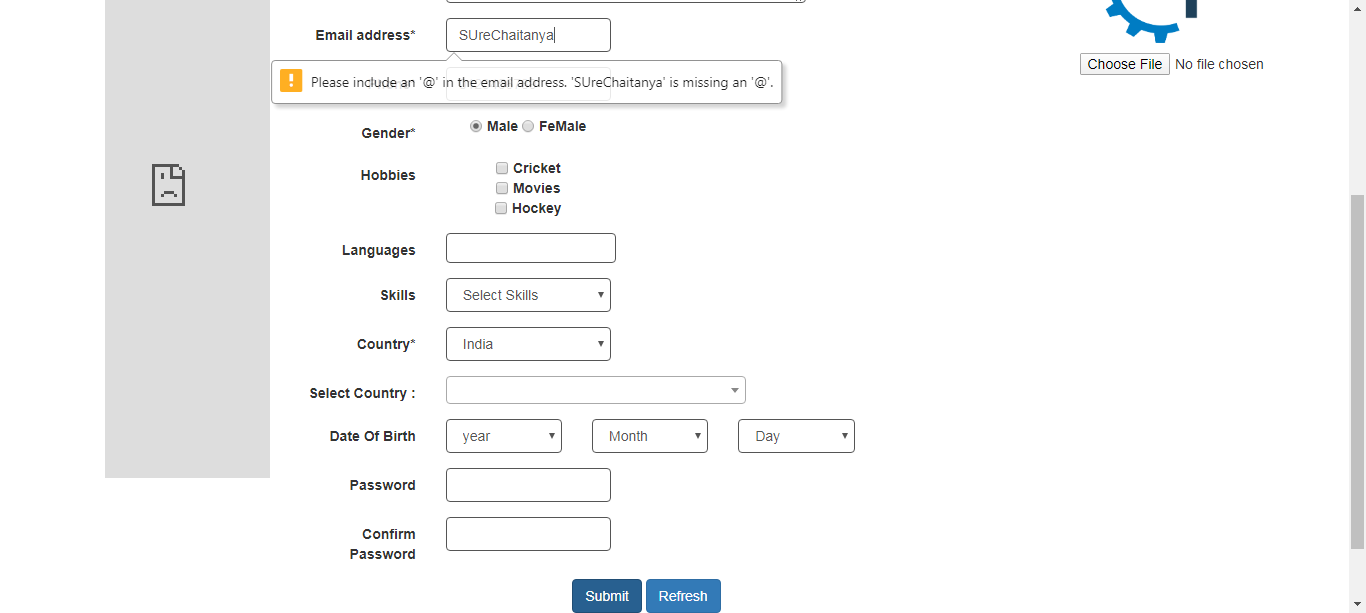 Email address*
SUreChaitanya
Choose File No file chosen
Please include an '@' in the email address. 'SUreChaitanya' is missing an '@'.
Gender*
Male FeMale
Hobbies
Cricket
Movies
Hockey
Languages
Skills
Select Skills
Country*
India
Select Country :
Date Of Birth
year Month Day
Password
Confirm
Password
Submit Refresh